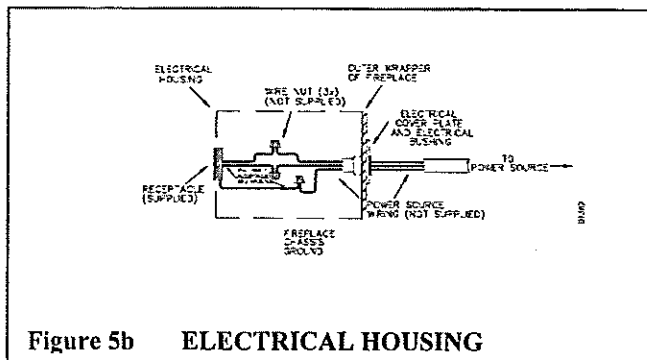 ELECTRICAL
HOUSING
OUTER WRAPPER
OF FIREPLACE
WIRE NUT (3x)
(NOT SUPPLIED)
ELECTRICAL
COVER PLATE
AND ELECTRICAL
BUSHING
TO
POWER SOURCE
RECEPTACLE
(SUPPLIED)
POWER SOURCE
WIRING (NOT SUPPLIED)
FIREPLACE
CHASSIS
GROUND
Figure 5b ELECTRICAL HOUSING